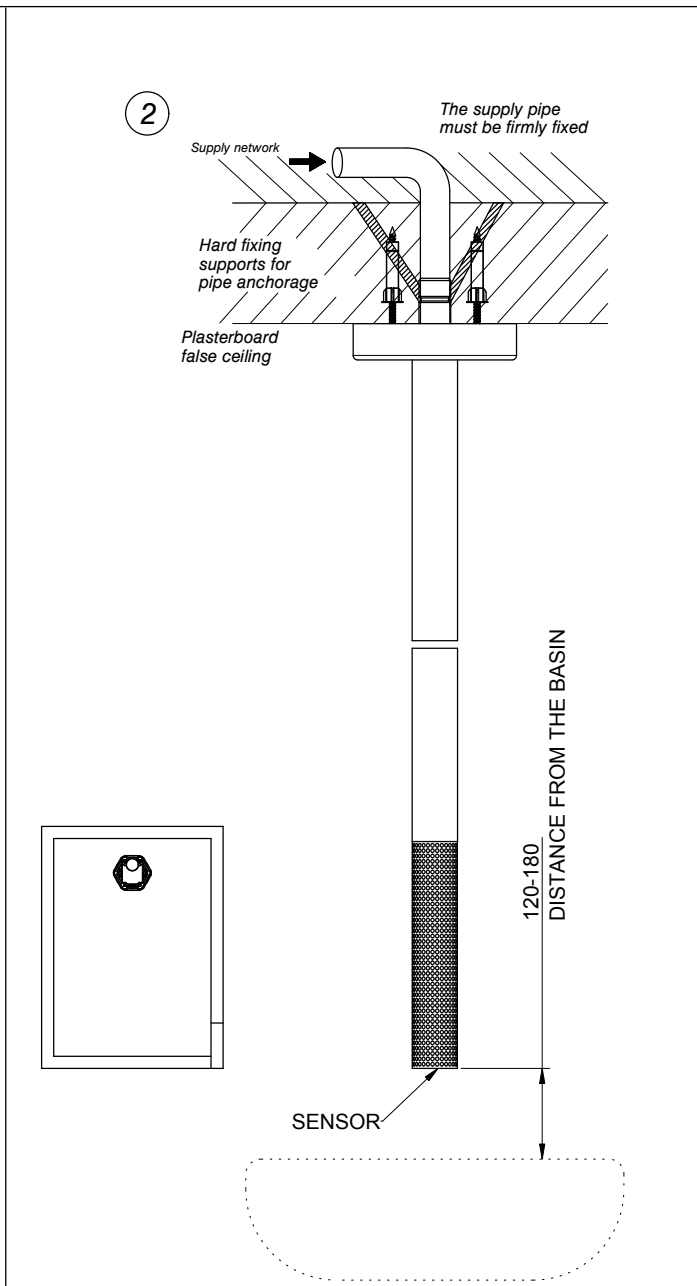 2
The supply pipe
must be firmly fixed
Supply network
Hard fixing
supports for
pipe anchorage
Plasterboard
false ceiling
120-180
DISTANCE FROM THE BASIN
SENSOR